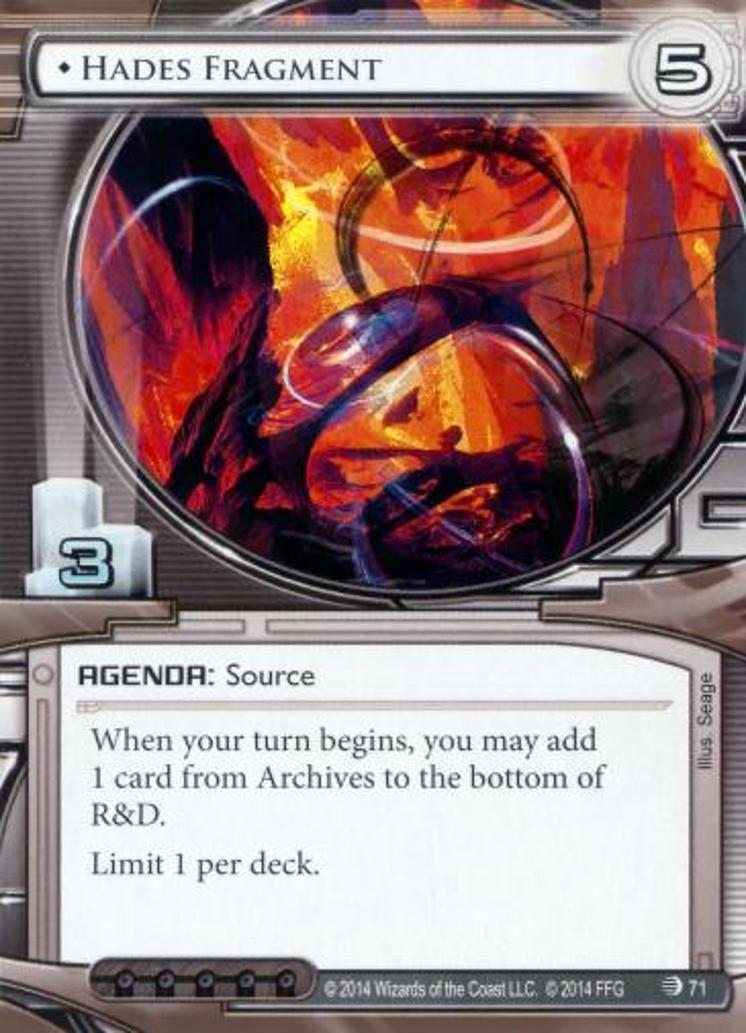 ⬥ HADES FRAGMENT
5
3
AGENDA: Source
When your turn begins, you may add
1 card from Archives to the bottom of
R&D.
Limit 1 per deck.
Illus. Seage
© 2014 Wizards of the Coast LLC. © 2014 FFG
71